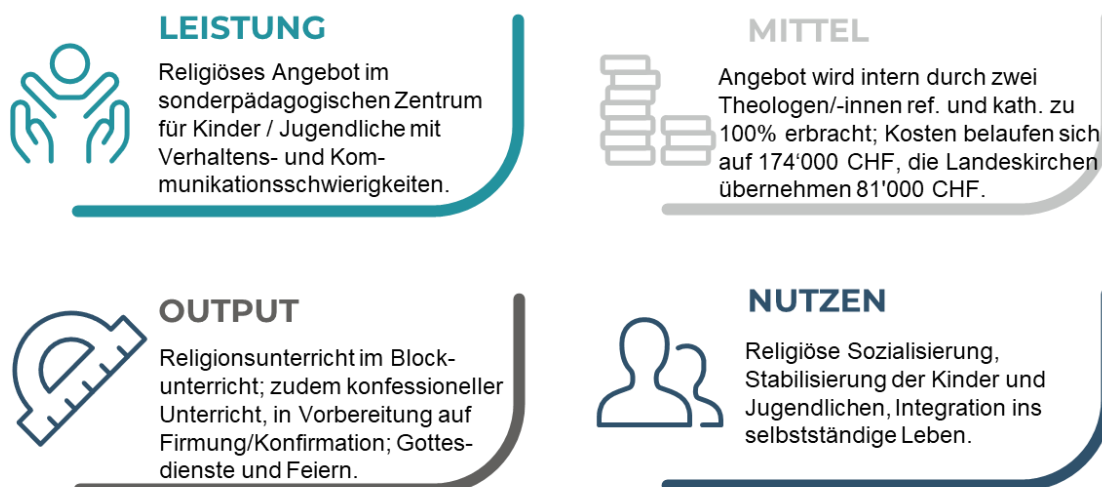 LEISTUNG
Religiöses Angebot im
sonderpädagogischen Zentrum
für Kinder / Jugendliche mit
Verhaltens- und Kom-
munikationsschwierigkeiten.
MITTEL
Angebot wird intern durch zwei
Theologen/-innen ref. und kath. zu
100% erbracht; Kosten belaufen sich
auf 174‘000 CHF, die Landeskirchen
übernehmen 81'000 CHF.
OUTPUT
Religionsunterricht im Block-
unterricht; zudem konfessioneller
Unterricht, in Vorbereitung auf
Firmung/Konfirmation; Gottes-
dienste und Feiern.
NUTZEN
Religiöse Sozialisierung,
Stabilisierung der Kinder und
Jugendlichen, Integration ins
selbstständige Leben.